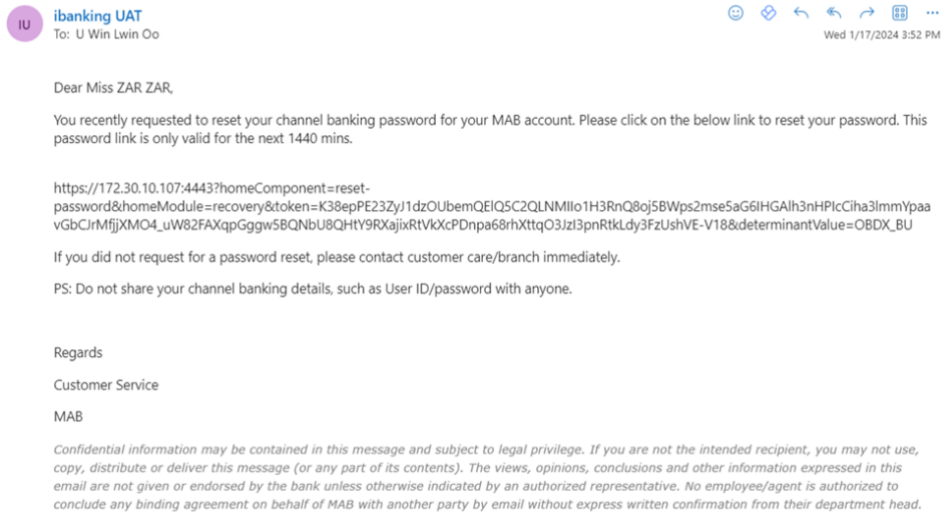 IU
ibanking UAT
To: U Win Lwin Oo
Wed 1/17/2024 3:52 PM
Dear Miss ZAR ZAR,
You recently requested to reset your channel banking password for your MAB account. Please click on the below link to reset your password. This
password link is only valid for the next 1440 mins.
https://172.30.10.107:4443?homeComponent=reset-
password&homeModule=recovery&token=K38epPE23ZyJ1dzOUbemQElQ5C2QLNMIIo1H3RnQ8oj5BWps2mse5aG6IHGAlh3nHPIcCiha3lmmYpaa
vGbCJrMfjjXMO4_uW82FAXqpGggw5BQNbU8QHtY9RXajixRtVkXcPDnpa68rhXttqO3JzI3pnRtkLdy3FzUshVE-V18&determinantValue=OBDX_BU
If you did not request for a password reset, please contact customer care/branch immediately.
PS: Do not share your channel banking details, such as User ID/password with anyone.
Regards
Customer Service
MAB
Confidential information may be contained in this message and subject to legal privilege. If you are not the intended recipient, you may not use,
copy, distribute or deliver this message (or any part of its contents). The views, opinions, conclusions and other information expressed in this
email are not given or endorsed by the bank unless otherwise indicated by an authorized representative. No employee/agent is authorized to
conclude any binding agreement on behalf of MAB with another party by email without express written confirmation from their department head.